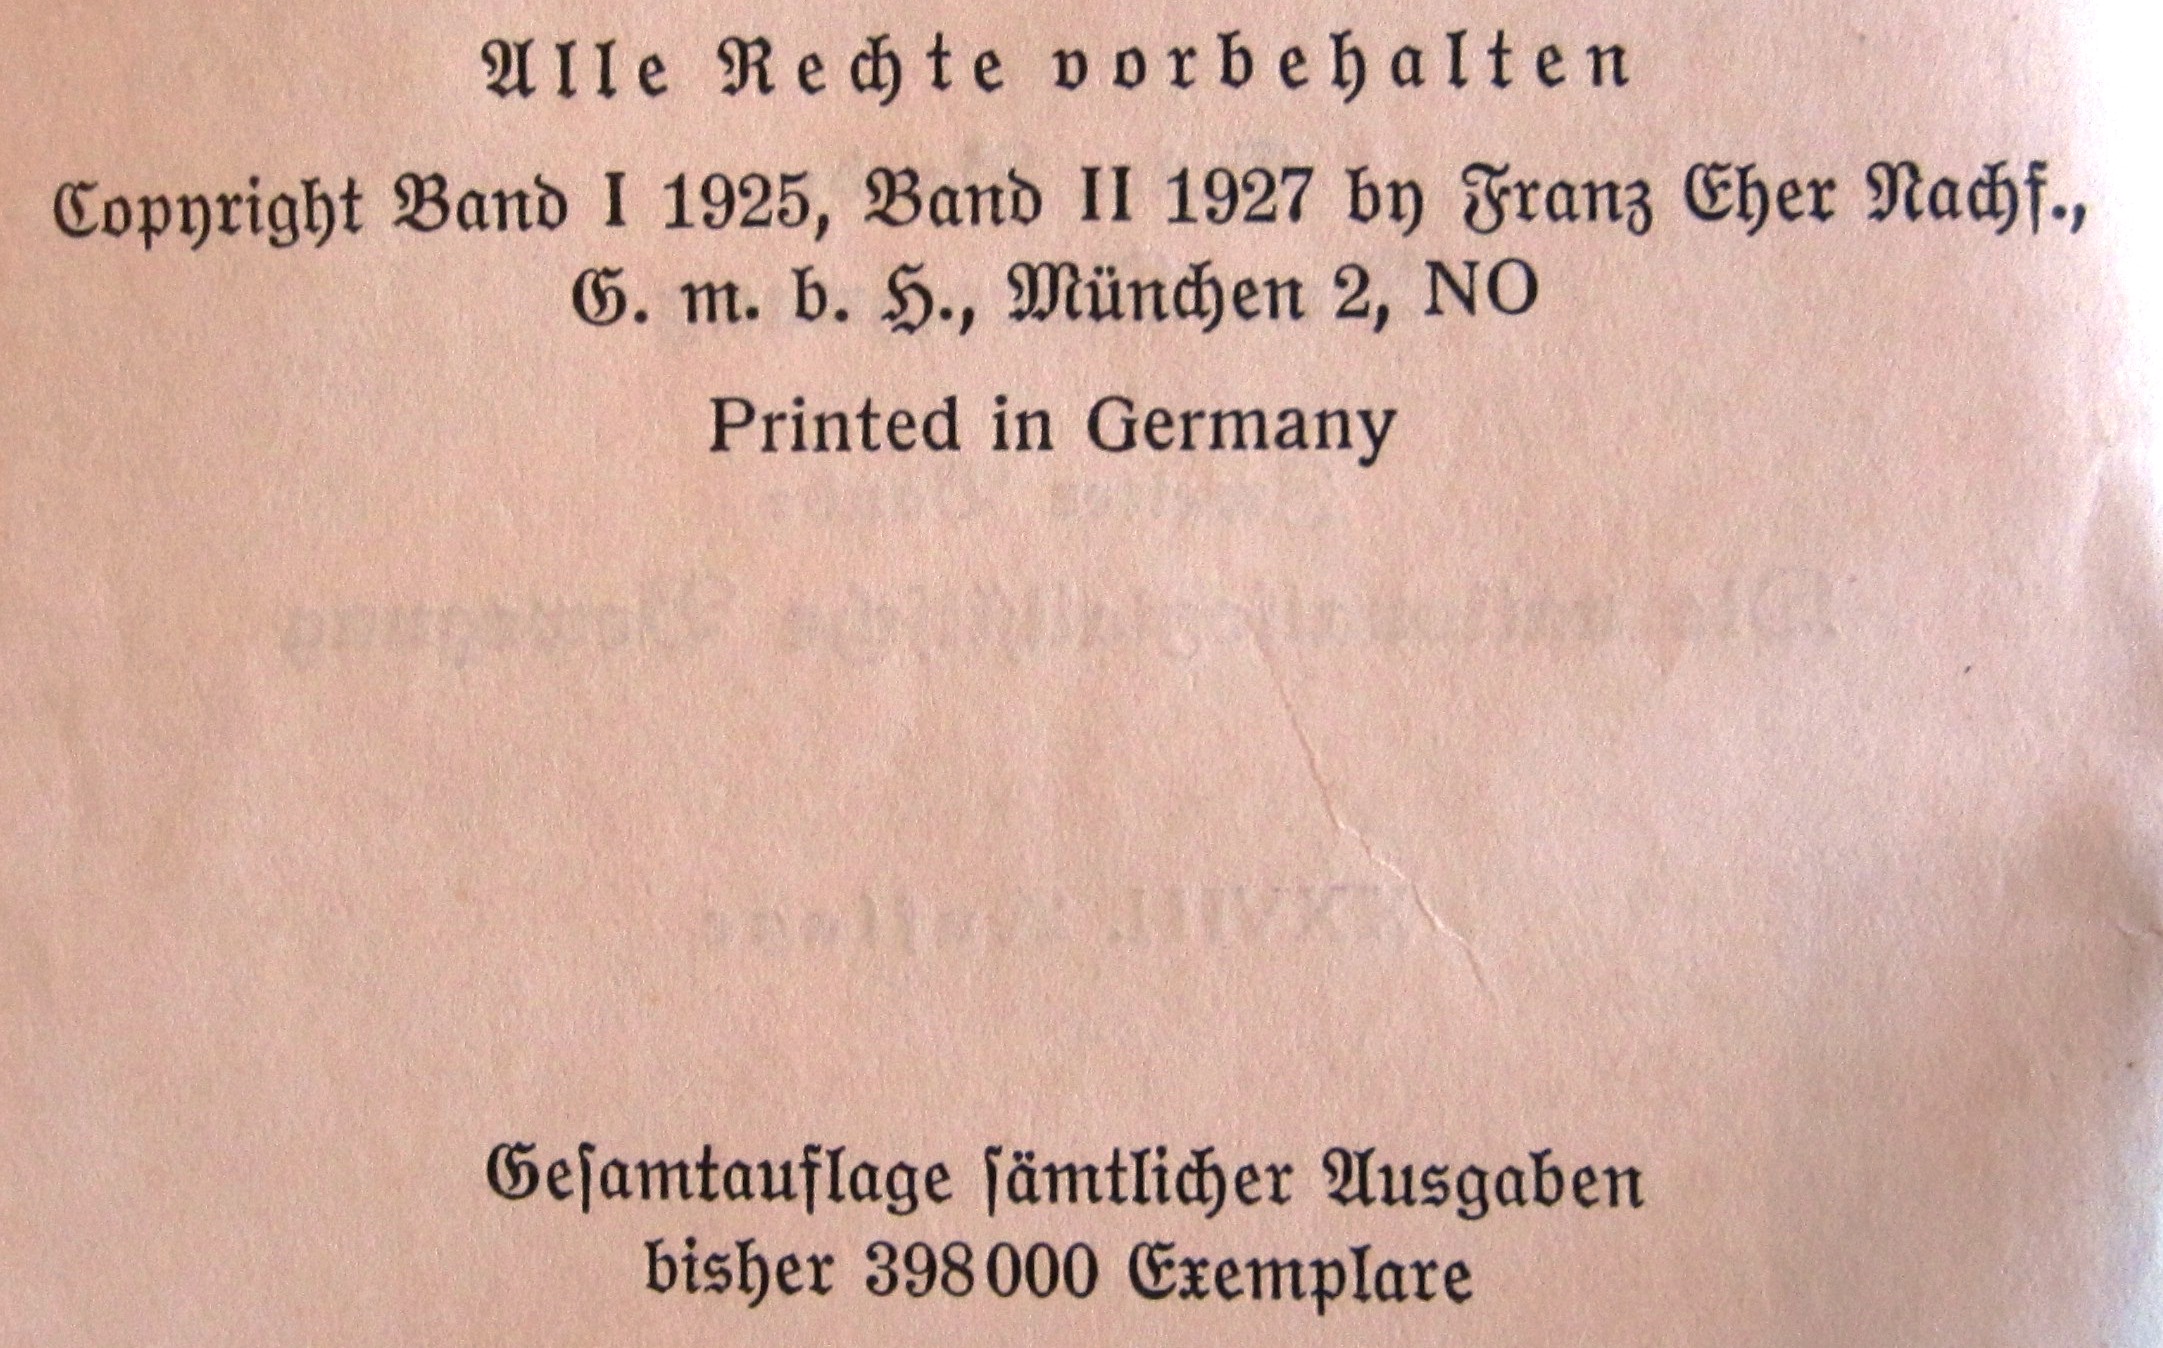 Alle Rechte vorbehalten
Copyright Band I 1925, Band II 1927 by Franz Eher Nachf.,
G. m. b. H., München 2, NO
Printed in Germany
Geſamtauflage ſämtlicher Ausgaben
bisher 398000 Exemplare